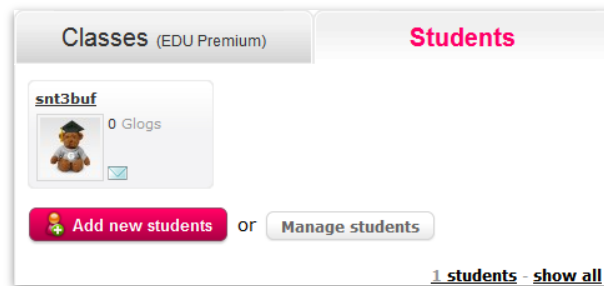 Classes (EDU Premium) Students
snt3buf
0 Glogs
Add new students or Manage students
1 students - show all